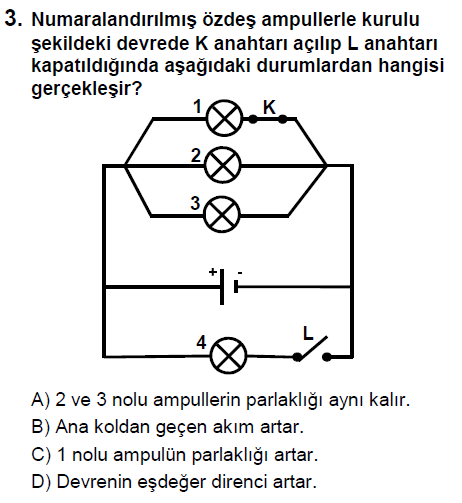 3. Numaralandırılmış özdeş ampullerle kurulu
şekildeki devrede K anahtarı açılıp L anahtarı
kapatıldığında aşağıdaki durumlardan hangisi
gerçekleşir?
1
K
2
3
+ -
4
L
A) 2 ve 3 nolu ampullerin parlaklığı aynı kalır.
B) Ana koldan geçen akım artar.
C) 1 nolu ampulün parlaklığı artar.
D) Devrenin eşdeğer direnci artar.